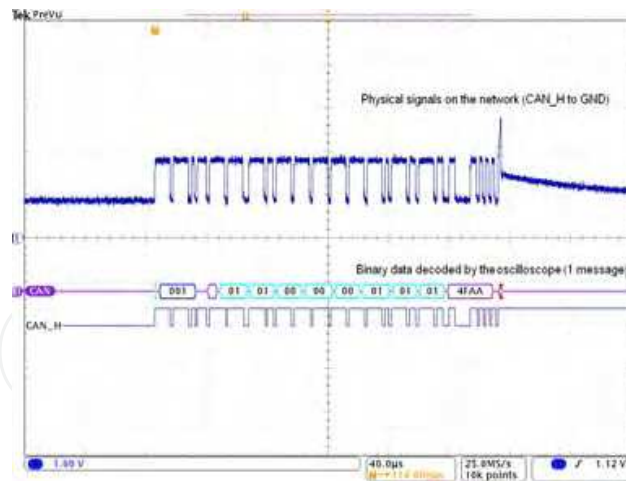 Tek PreVu
Physical signals on the network (CAN_H to GND)
Binary data decoded by the oscilloscope (1 message)
CAN
01 01 00 00 00 01 01 01 4FAA
CAN_H
1.00 V
40.0μs
25.0MS/s
10k points
1.12 V